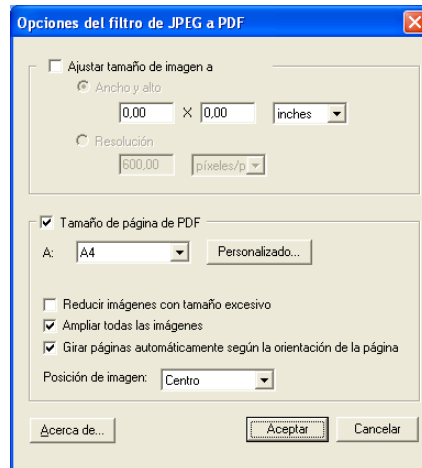 Opciones del filtro de JPEG a PDF
Ajustar tamaño de imagen a
Ancho y alto
0,00 X 0,00 inches
Resolución
600,00 píxeles/p
Tamaño de página de PDF
A: A4 Personalizado...
Reducir imágenes con tamaño excesivo
Ampliar todas las imágenes
Girar páginas automáticamente según la orientación de la página
Posición de imagen: Centro
Acerca de... Aceptar Cancelar